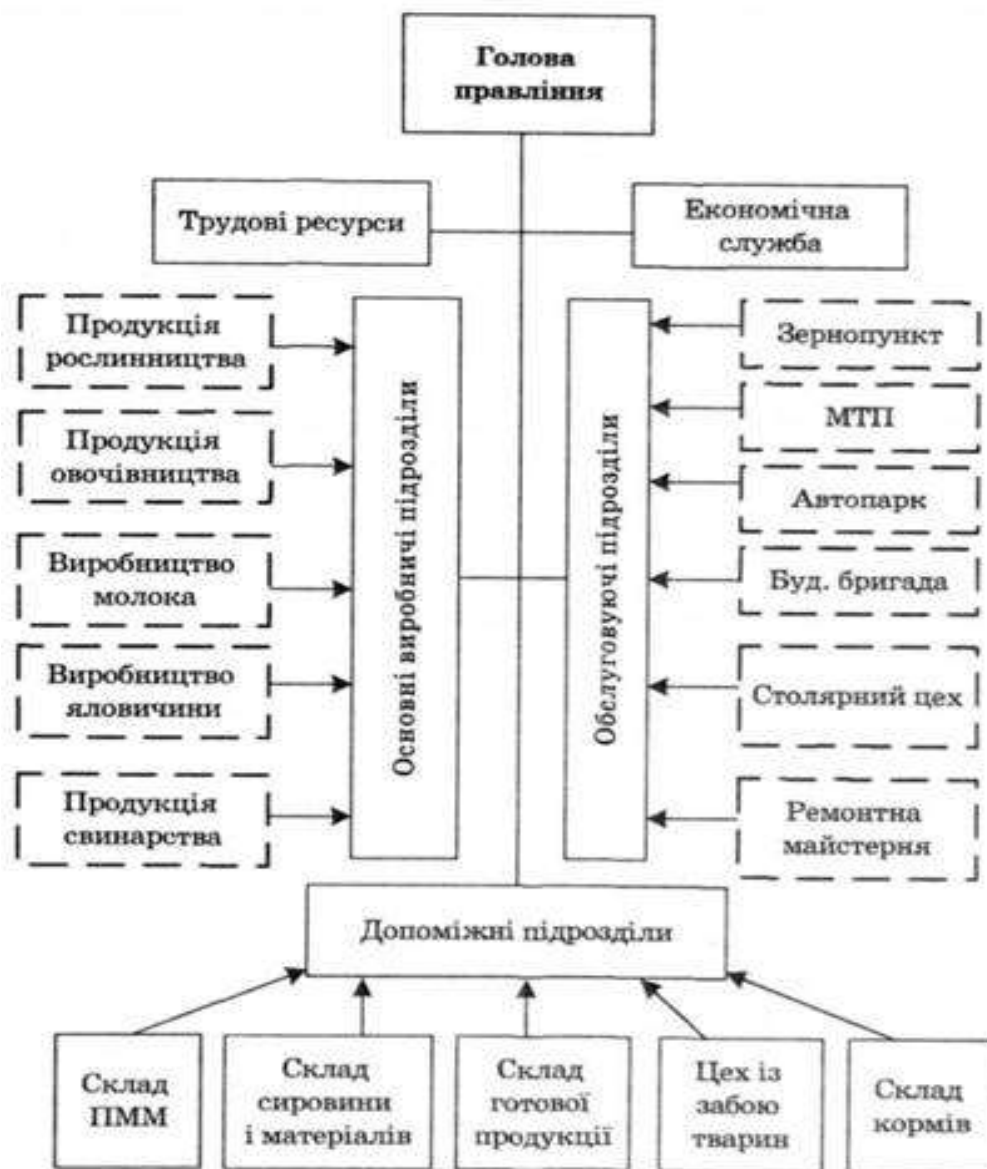 Голова
правління
Трудові ресурси
Економічна
служба
Продукція
рослинництва
Продукція
овочівництва
Виробництво
молока
Виробництво
яловичини
Продукція
свинарства
Основні виробничі підрозділи
Обслуговуючі підрозділи
Зернопункт
МТП
Автопарк
Буд. бригада
Столярний цех
Ремонтна
майстерня
Допоміжні підрозділи
Склад
ПММ
Склад
сировини
і матеріалів
Склад
готової
продукції
Цех із
забою
тварин
Склад
кормів